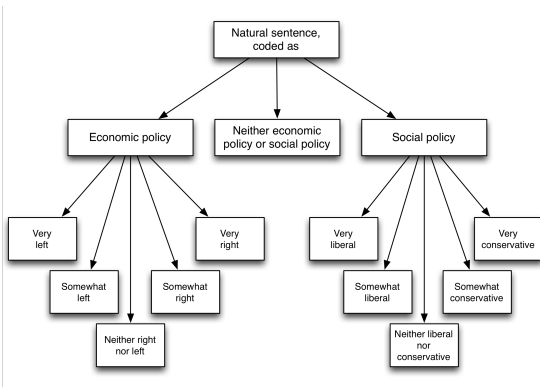 Natural sentence,
coded as
Economic policy
Neither economic
policy or social policy
Social policy
Very
left
Somewhat
left
Neither right
nor left
Somewhat
right
Very
right
Very
liberal
Somewhat
liberal
Neither liberal
nor
conservative
Somewhat
conservative
Very
conservative